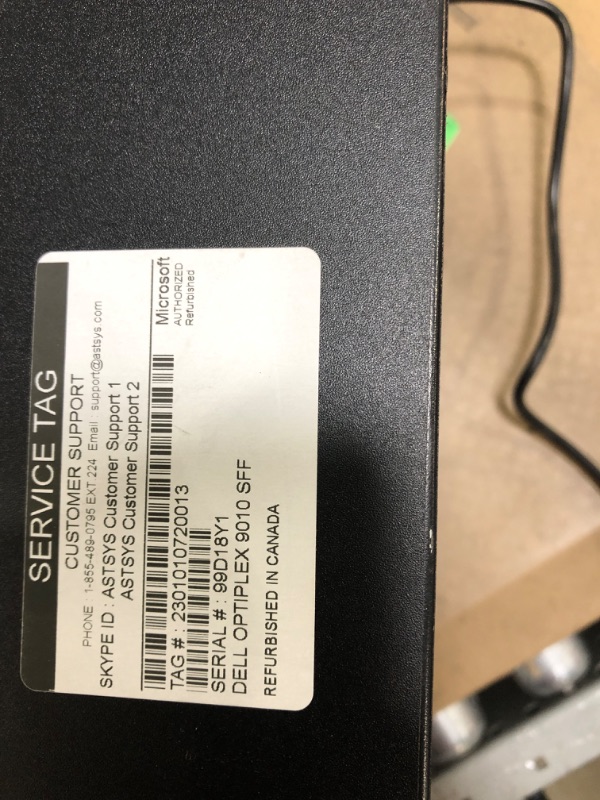 SERVICE TAG
CUSTOMER SUPPORT
PHONE : 1-855-489-0795 EXT 224 Email : support@astsys.com
SKYPE ID : ASTSYS Customer Support 1
ASTSYS Customer Support 2
TAG # : 2301010720013
Microsoft
AUTHORIZED
Refurbished
SERIAL # : 99D18Y1
DELL OPTIPLEX 9010 SFF
REFURBISHED IN CANADA